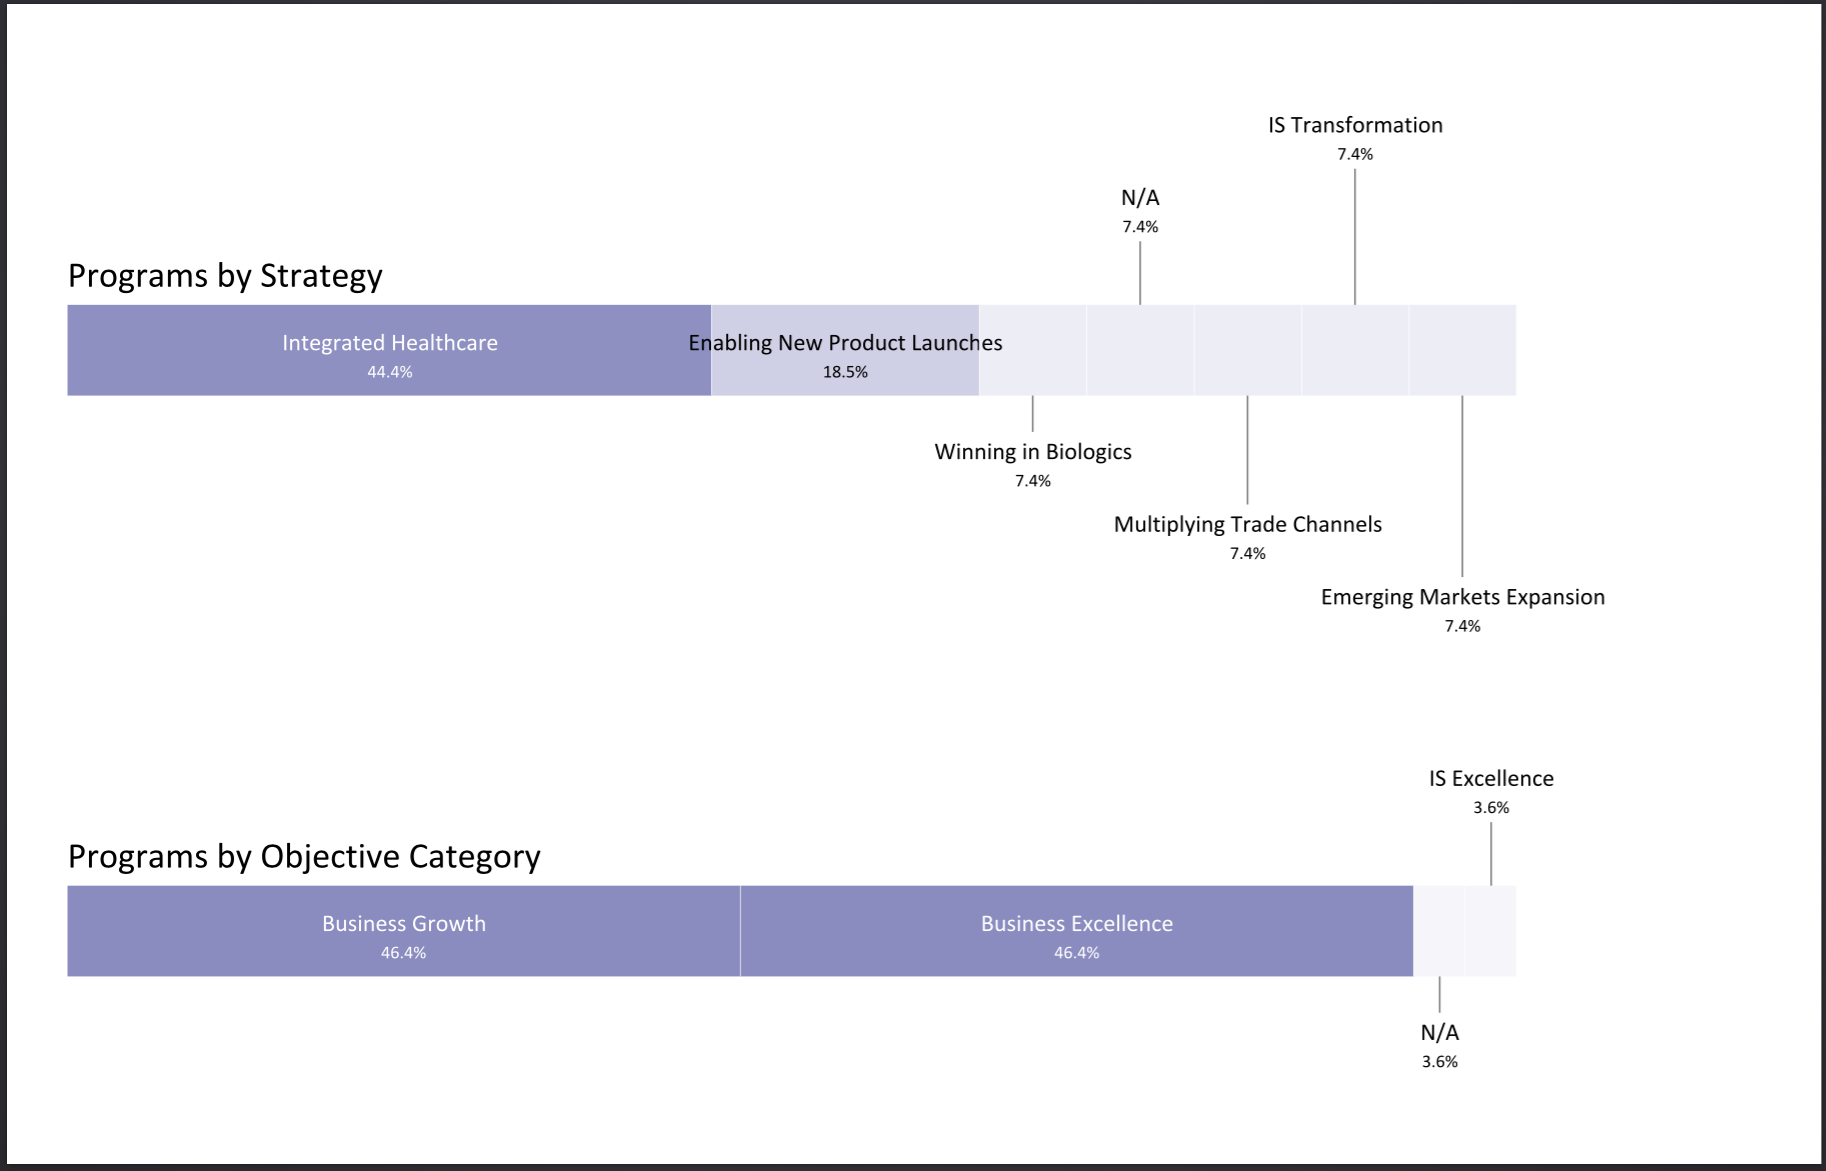 IS Transformation
7.4%
N/A
7.4%
Programs by Strategy
Integrated Healthcare
44.4%
Enabling New Product Launches
18.5%
Winning in Biologics
7.4%
Multiplying Trade Channels
7.4%
Emerging Markets Expansion
7.4%
IS Excellence
3.6%
Programs by Objective Category
Business Growth
46.4%
Business Excellence
46.4%
N/A
3.6%